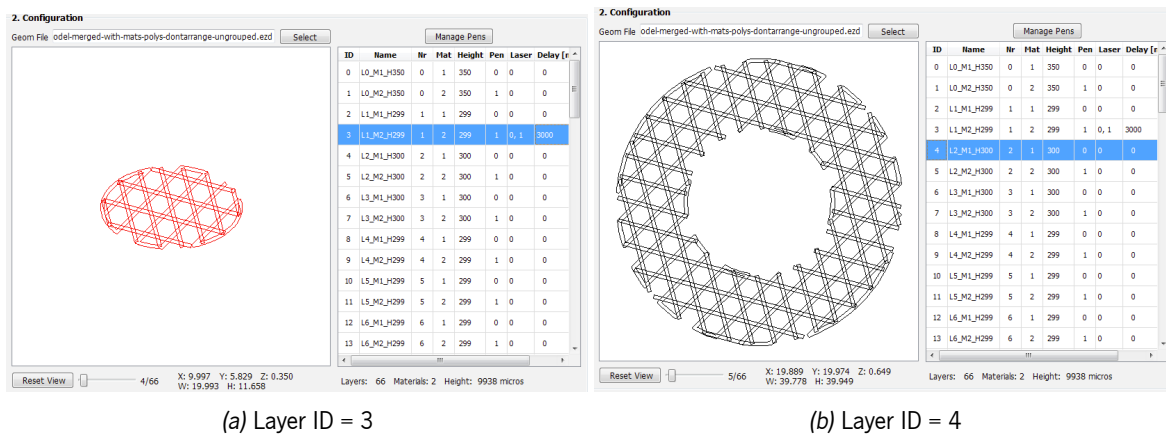 2. Configuration
Geom File odel-merged-with-mats-polys-dontarrange-ungrouped.ezd Select
Manage Pens
ID Name Nr Mat Height Pen Laser Delay [r
0 L0_M1_H350 0 1 350 0 0 0
1 L0_M2_H350 0 2 350 1 0 0
2 L1_M1_H299 1 1 299 0 0 0
3 L1_M2_H299 1 2 299 1 0, 1 3000
4 L2_M1_H300 2 1 300 0 0 0
5 L2_M2_H300 2 2 300 1 0 0
6 L3_M1_H300 3 1 300 0 0 0
7 L3_M2_H300 3 2 300 1 0 0
8 L4_M1_H299 4 1 299 0 0 0
9 L4_M2_H299 4 2 299 1 0 0
10 L5_M1_H299 5 1 299 0 0 0
11 L5_M2_H299 5 2 299 1 0 0
12 L6_M1_H299 6 1 299 0 0 0
13 L6_M2_H299 6 2 299 1 0 0
Reset View 4/66 X: 9.997 Y: 5.829 Z: 0.350
W: 19.993 H: 11.658
Layers: 66 Materials: 2 Height: 9938 micros
(a) Layer ID = 3
2. Configuration
Geom File odel-merged-with-mats-polys-dontarrange-ungrouped.ezd Select
Manage Pens
ID Name Nr Mat Height Pen Laser Delay [r
0 L0_M1_H350 0 1 350 0 0 0
1 L0_M2_H350 0 2 350 1 0 0
2 L1_M1_H299 1 1 299 0 0 0
3 L1_M2_H299 1 2 299 1 0, 1 3000
4 L2_M1_H300 2 1 300 0 0 0
5 L2_M2_H300 2 2 300 1 0 0
6 L3_M1_H300 3 1 300 0 0 0
7 L3_M2_H300 3 2 300 1 0 0
8 L4_M1_H299 4 1 299 0 0 0
9 L4_M2_H299 4 2 299 1 0 0
10 L5_M1_H299 5 1 299 0 0 0
11 L5_M2_H299 5 2 299 1 0 0
12 L6_M1_H299 6 1 299 0 0 0
13 L6_M2_H299 6 2 299 1 0 0
Reset View 5/66 X: 19.889 Y: 19.974 Z: 0.649
W: 39.778 H: 39.949
Layers: 66 Materials: 2 Height: 9938 micros
(b) Layer ID = 4